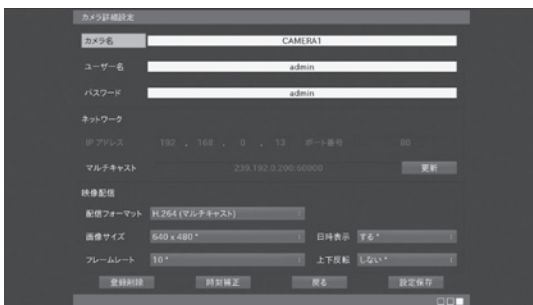 カメラ詳細設定
カメラ名 CAMERA1
ユーザー名 admin
パスワード admin
ネットワーク
IPアドレス 192 . 168 . 0 . 13 ポート番号 80
マルチキャスト 239.192.0.200:60000 更新
映像配信
配信フォーマット H.264 (マルチキャスト)
画像サイズ 640 x 480 * 日時表示 する *
フレームレート 10 * 上下反転 しない *
登録削除 時刻補正 戻る 設定保存